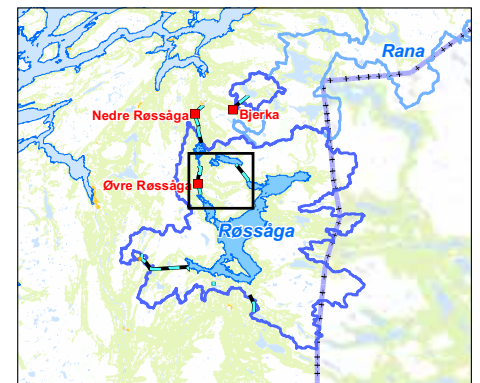 Rana
Nedre Røssåga
Bjerka
Øvre Røssåga
Røssåga